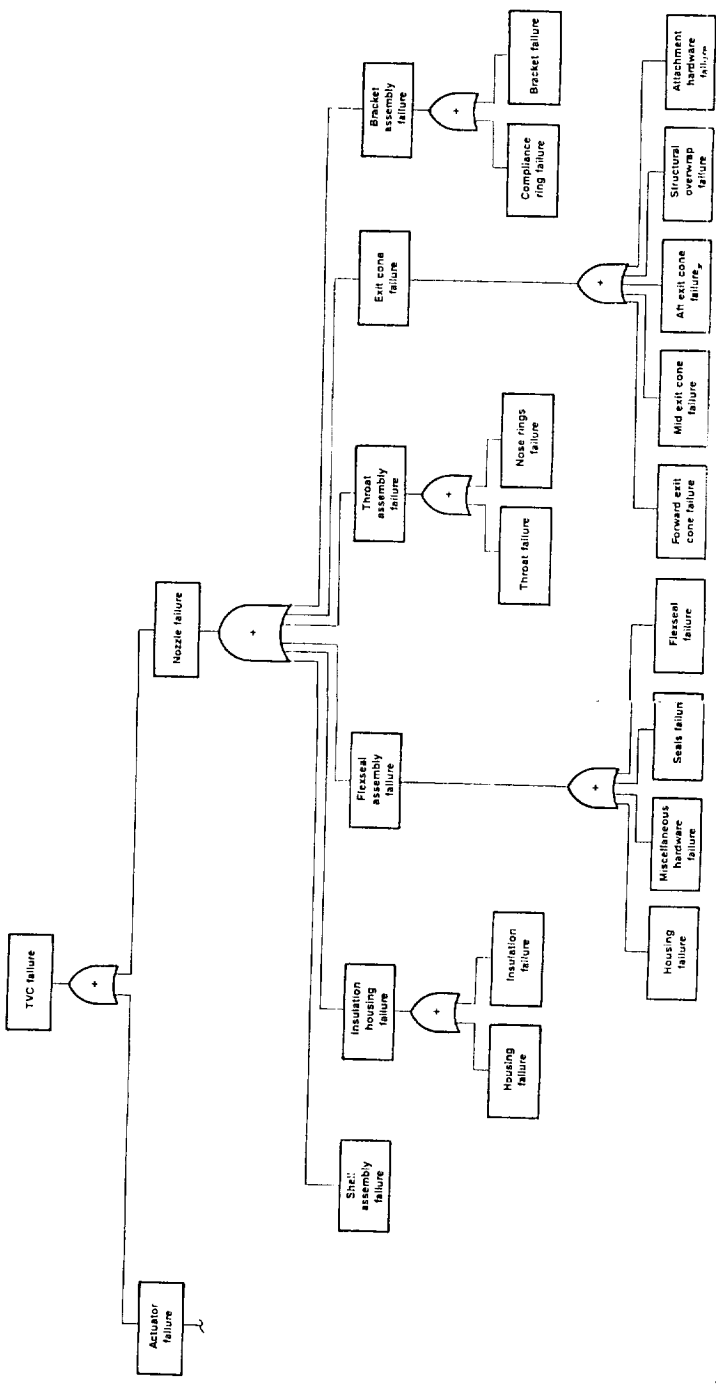 TVC failure
Actuator
failure
Nozzle failure
+
+
Shell
assembly
failure
Insulation
housing
failure
Flexseal
assembly
failure
Throat
assembly
failure
Exit cone
failure
Bracket
assembly
failure
+
+
+
Housing
failure
Insulation
failure
Throat failure
Nose rings
failure
Compliance
ring failure
Bracket failure
+
+
Housing
failure
Miscellaneous
hardware
failure
Seals failun
Flexseal
failure
Forward exit
cone failure
Mid exit cone
failure
Aft exit cone
failure
Structural
overwrap
failure
Attachment
hardware
failure